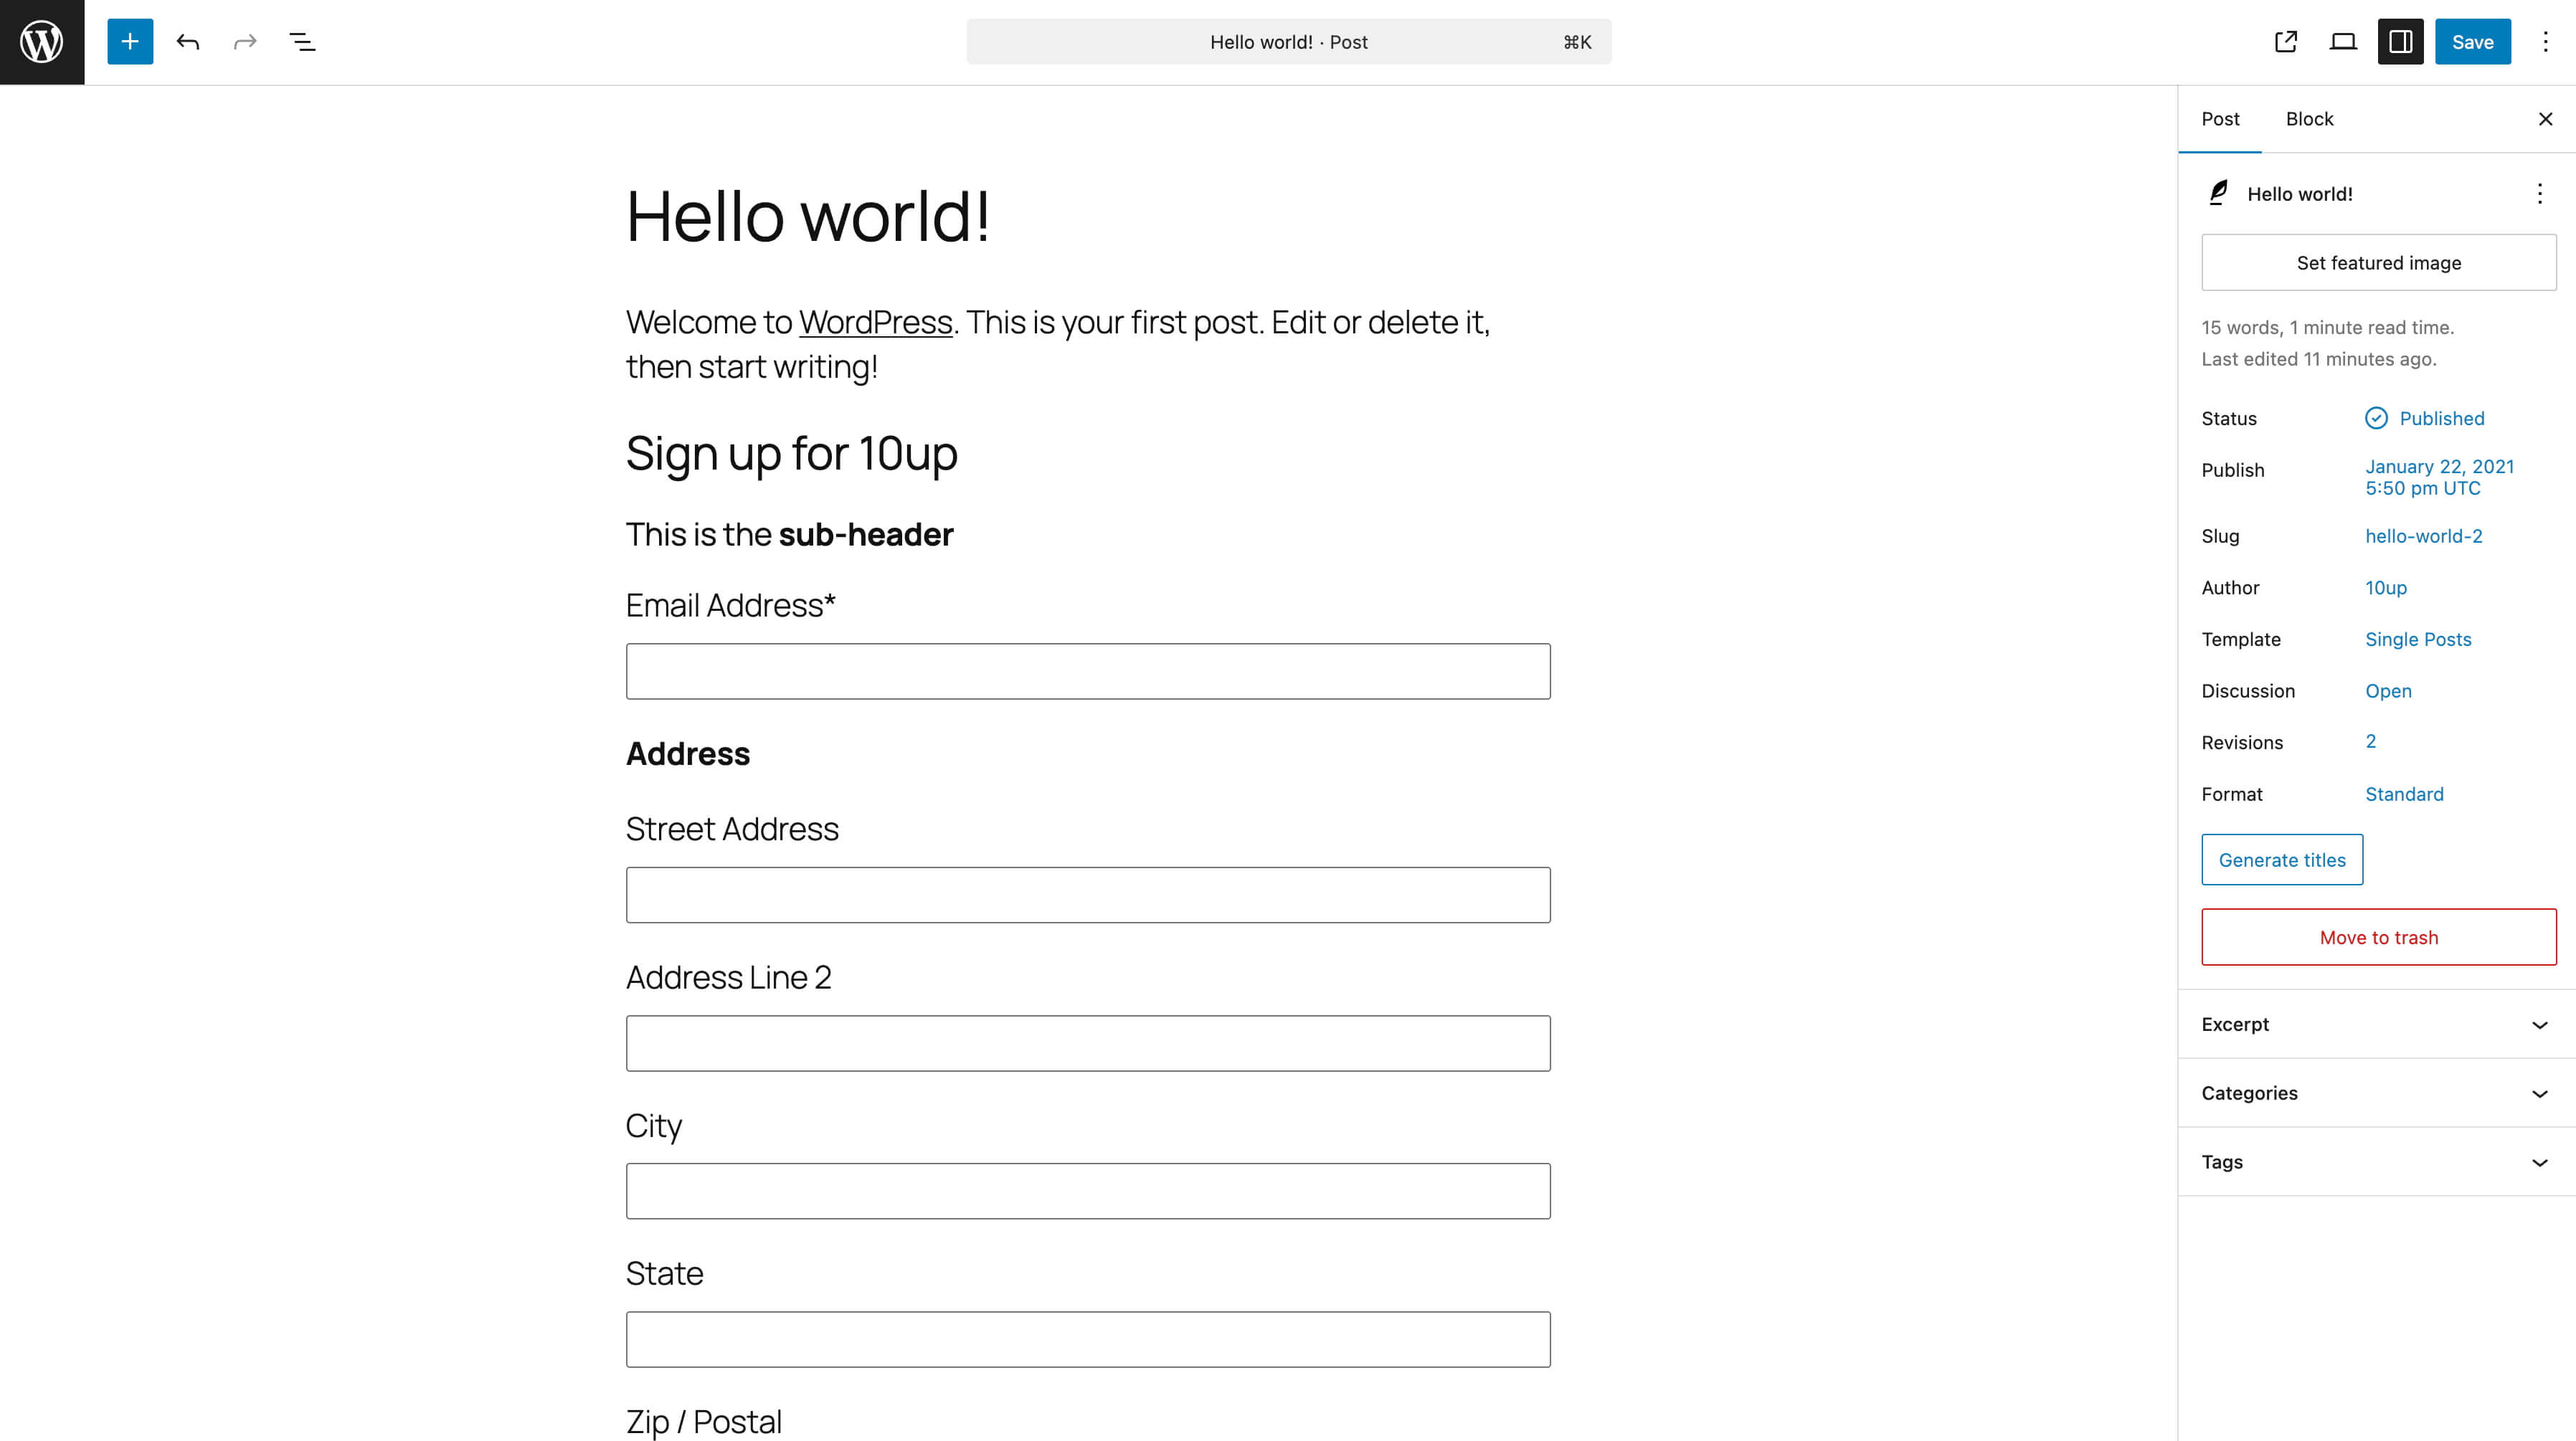 Hello world! · Post ⌘K
Save
Hello world!
Welcome to WordPress. This is your first post. Edit or delete it,
then start writing!
Sign up for 10up
This is the sub-header
Email Address*
Address
Street Address
Address Line 2
City
State
Zip / Postal
Post Block
Hello world!
Set featured image
15 words, 1 minute read time.
Last edited 11 minutes ago.
Status Published
Publish January 22, 2021
5:50 pm UTC
Slug hello-world-2
Author 10up
Template Single Posts
Discussion Open
Revisions 2
Format Standard
Generate titles
Move to trash
Excerpt
Categories
Tags